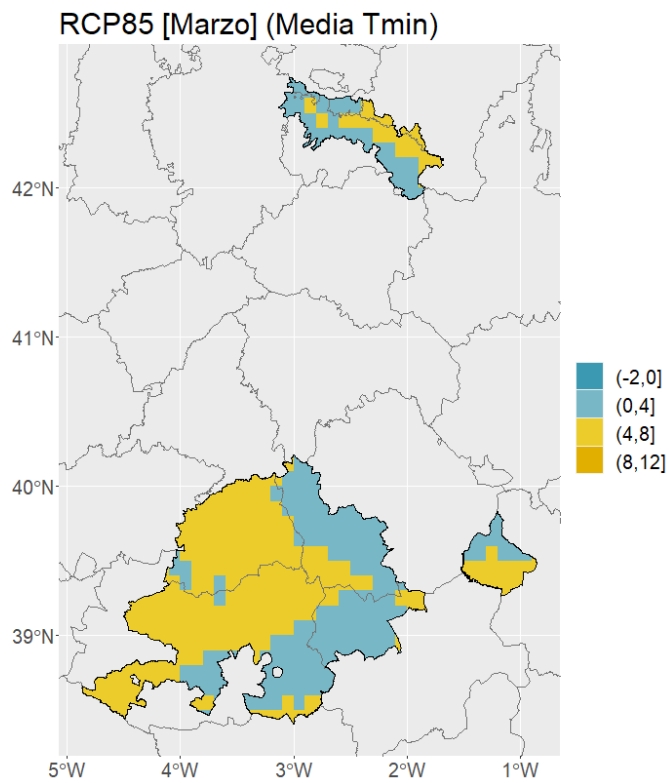 RCP85 [Marzo] (Media Tmin)
42°N
41°N
40°N
39°N
5°W
4°W
3°W
2°W
1°W
(-2,0]
(0,4]
(4,8]
(8,12]